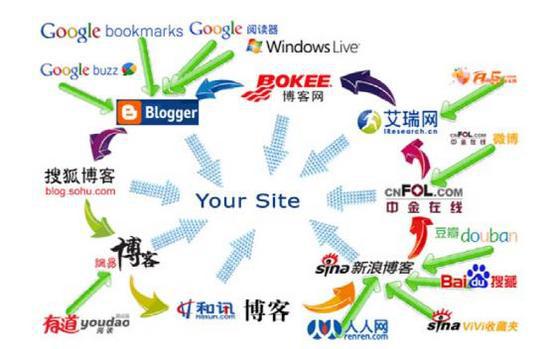 Google bookmarks
Google 阅读器
Windows Live
Google buzz
B Blogger
BOKEE
博客网
艾瑞网
iResearch.cn
CNFOL.COM
中金在线
微博
搜狐博客
blog.sohu.com
Your Site
CNFOL.COM
中金在线
豆瓣 douban
网易 博客
sina 新浪博客
Bai du 搜藏
有道 youdao
阅读
和讯 博客
hexun.com
人人网
renren.com
sina ViVi收藏夹